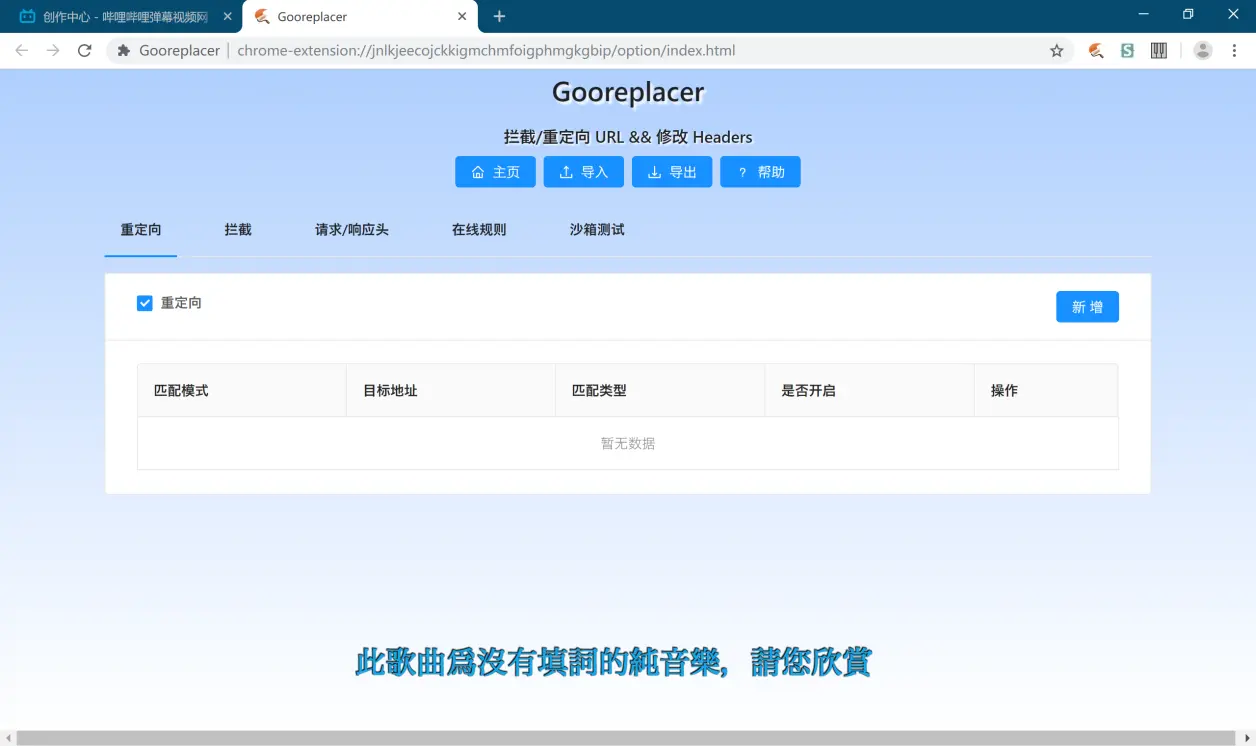 创作中心 - 哔哩哔哩弹幕视频网
Gooreplacer
Gooreplacer | chrome-extension://jnlkjeecojckkigmchmfoigphmgkgbip/option/index.html
Gooreplacer
拦截/重定向 URL && 修改 Headers
主页 导入 导出 ? 帮助
重定向 拦截 请求/响应头 在线规则 沙箱测试
重定向 新 增
匹配模式 目标地址 匹配类型 是否开启 操作
暂无数据
此歌曲爲沒有填詞的純音樂，請您欣賞